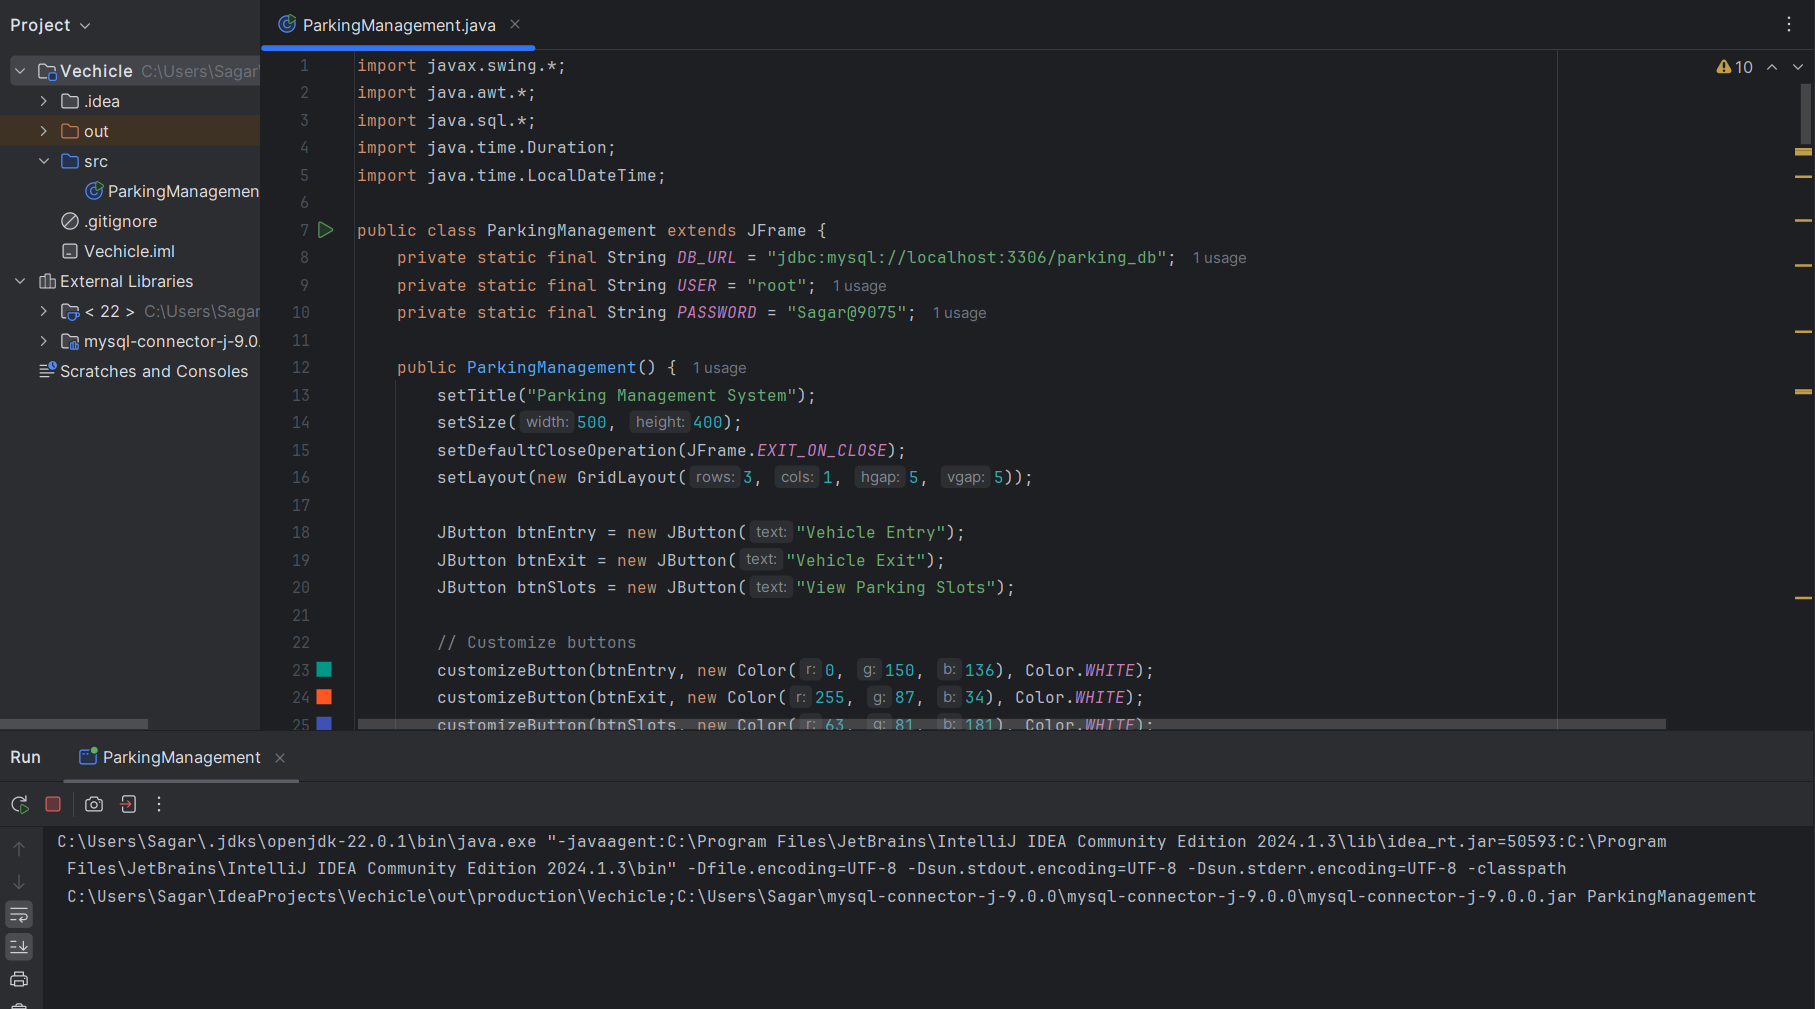 Project
ParkingManagement.java
Vechicle C:\Users\Sagar\
.idea
out
src
ParkingManagemen
.gitignore
Vechicle.iml
External Libraries
< 22 > C:\Users\Sagar
mysql-connector-j-9.0.
Scratches and Consoles
10
1 import javax.swing.*;
2 import java.awt.*;
3 import java.sql.*;
4 import java.time.Duration;
5 import java.time.LocalDateTime;
6
7 public class ParkingManagement extends JFrame {
8 private static final String DB_URL = "jdbc:mysql://localhost:3306/parking_db"; 1 usage
9 private static final String USER = "root"; 1 usage
10 private static final String PASSWORD = "Sagar@9075"; 1 usage
11
12 public ParkingManagement() { 1 usage
13 setTitle("Parking Management System");
14 setSize( width: 500, height: 400);
15 setDefaultCloseOperation(JFrame.EXIT_ON_CLOSE);
16 setLayout(new GridLayout( rows: 3, cols: 1, hgap: 5, vgap: 5));
17
18 JButton btnEntry = new JButton( text: "Vehicle Entry");
19 JButton btnExit = new JButton( text: "Vehicle Exit");
20 JButton btnSlots = new JButton( text: "View Parking Slots");
21
22 // Customize buttons
23 customizeButton(btnEntry, new Color( r: 0, g: 150, b: 136), Color.WHITE);
24 customizeButton(btnExit, new Color( r: 255, g: 87, b: 34), Color.WHITE);
25 customizeButton(btnSlots, new Color( r: 63, g: 81, b: 181), Color.WHITE);
Run ParkingManagement
C:\Users\Sagar\.jdks\openjdk-22.0.1\bin\java.exe "-javaagent:C:\Program Files\JetBrains\IntelliJ IDEA Community Edition 2024.1.3\lib\idea_rt.jar=50593:C:\Program
Files\JetBrains\IntelliJ IDEA Community Edition 2024.1.3\bin" -Dfile.encoding=UTF-8 -Dsun.stdout.encoding=UTF-8 -Dsun.stderr.encoding=UTF-8 -classpath
C:\Users\Sagar\IdeaProjects\Vechicle\out\production\Vechicle;C:\Users\Sagar\mysql-connector-j-9.0.0\mysql-connector-j-9.0.0\mysql-connector-j-9.0.0.jar ParkingManagement